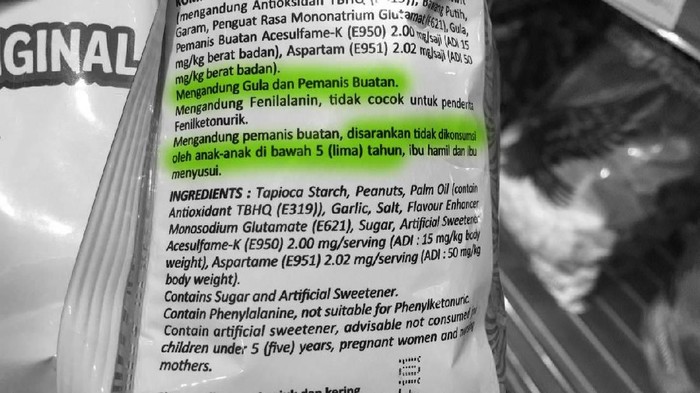 GINAL
(mengandung Antioksidan TBHQ Putih,
Garam, Penguat Rasa Mononatrium Glutamat (E621), Gula,
Pemanis Buatan Acesulfame-K (E950) 2.00 mg/saji (ADI 15
mg/kg berat badan), Aspartam (E951) 2.02 mg/saji (ADI 50
mg/kg berat badan).
Mengandung Gula dan Pemanis Buatan.
Mengandung Fenilalanin, tidak cocok untuk penderita
Fenilketonurik.
Mengandung pemanis buatan, disarankan tidak dikonsumsi
oleh anak-anak di bawah 5 (lima) tahun, ibu hamil dan ibu
menyusui.
INGREDIENTS : Tapioca Starch, Peanuts, Palm Oil (contain
Antioxidant TBHQ (E319)), Garlic, Salt, Flavour Enhancer
Monosodium Glutamate (E621), Sugar, Artificial Sweetener
Acesulfame-K (E950) 2.00 mg/serving (ADI : 15 mg/kg body
weight), Aspartame (E951) 2.02 mg/serving (ADI : 50 mg/kg
body weight).
Contains Sugar and Artificial Sweetener.
Contain Phenylalanine, not suitable for Phenylketonuric.
Contain artificial sweetener, advisable not consumed
children under 5 (five) years, pregnant women and
mothers.
dan kering